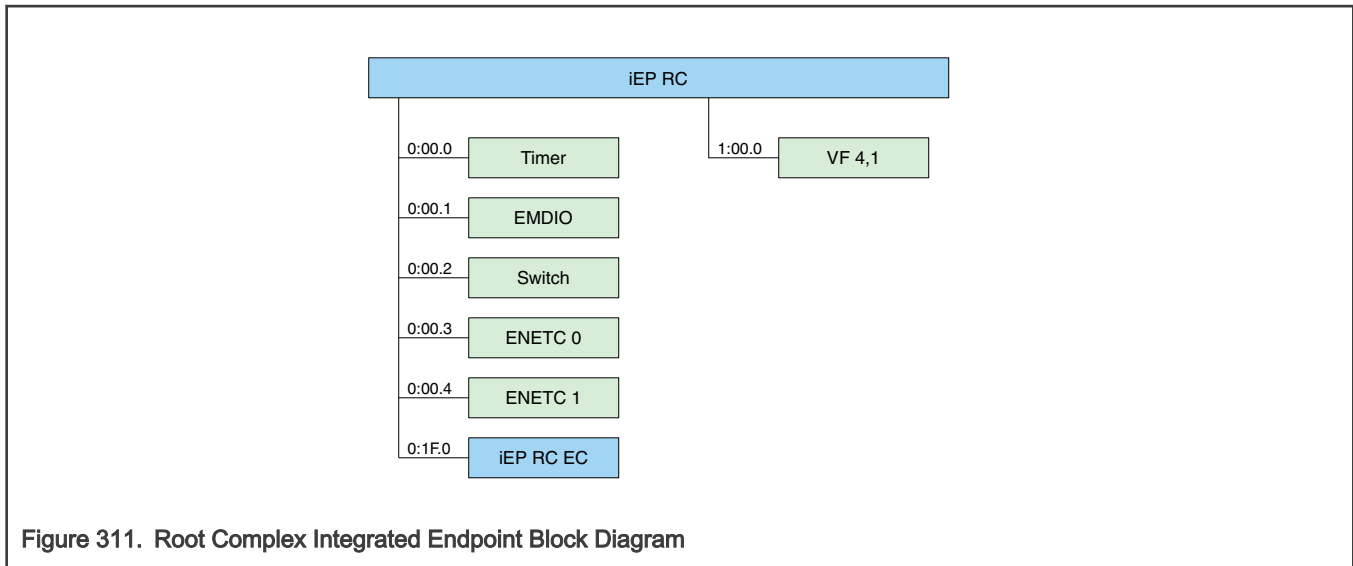 iEP RC
0:00.0 Timer 1:00.0 VF 4,1
0:00.1 EMDIO
0:00.2 Switch
0:00.3 ENETC 0
0:00.4 ENETC 1
0:1F.0 iEP RC EC
Figure 311. Root Complex Integrated Endpoint Block Diagram